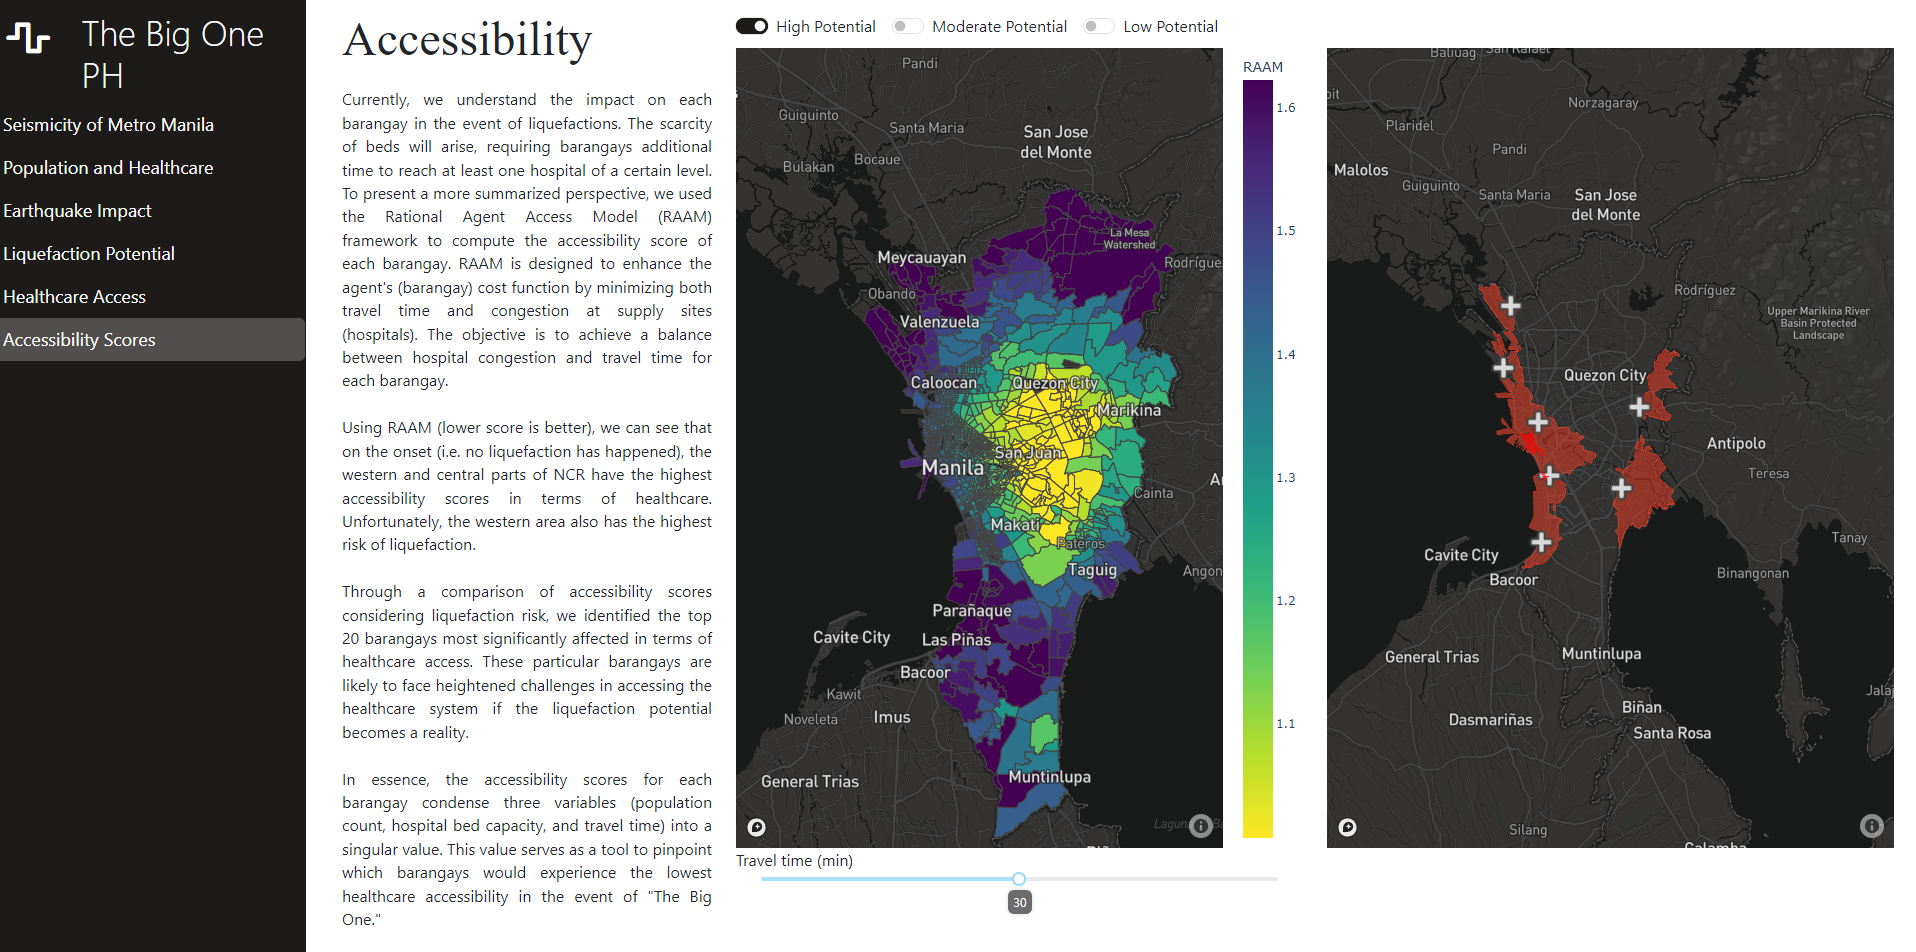 The Big One
PH
Seismicity of Metro Manila
Population and Healthcare
Earthquake Impact
Liquefaction Potential
Healthcare Access
Accessibility Scores
Accessibility
Currently, we understand the impact on each
barangay in the event of liquefactions. The scarcity
of beds will arise, requiring barangays additional
time to reach at least one hospital of a certain level.
To present a more summarized perspective, we used
the Rational Agent Access Model (RAAM)
framework to compute the accessibility score of
each barangay. RAAM is designed to enhance the
agent's (barangay) cost function by minimizing both
travel time and congestion at supply sites
(hospitals). The objective is to achieve a balance
between hospital congestion and travel time for
each barangay.
Using RAAM (lower score is better), we can see that
on the onset (i.e. no liquefaction has happened), the
western and central parts of NCR have the highest
accessibility scores in terms of healthcare.
Unfortunately, the western area also has the highest
risk of liquefaction.
Through a comparison of accessibility scores
considering liquefaction risk, we identified the top
20 barangays most significantly affected in terms of
healthcare access. These particular barangays are
likely to face heightened challenges in accessing the
healthcare system if the liquefaction potential
becomes a reality.
In essence, the accessibility scores for each
barangay condense three variables (population
count, hospital bed capacity, and travel time) into a
singular value. This value serves as a tool to pinpoint
which barangays would experience the lowest
healthcare accessibility in the event of "The Big
One."
High Potential Moderate Potential Low Potential
Pandi
Guiguinto
Santa Maria
San Jose
del Monte
Bocaue
Bulakan
La Mesa
Watershed
Meycauayan
Rodrígue
Obando
Valenzuela
Caloocan
Quezon City
Marikina
San Juan
Manila
Cainta
Makati
Pateros
Taguig
Angon
Parañaque
Cavite City
Las Piñas
Bacoor
Kawit
Noveleta
Imus
Muntinlupa
General Trias
RAAM
1.6
1.5
1.4
1.3
1.2
1.1
Travel time (min)
30
Baliuag
San Rafael
Norzagaray
Plaridel
Pandi
Malolos
Guiguinto
Santa Maria
San Jose
del Monte
Rodríguez
Upper Marikina River
Basin Protected
Landscape
Quezon City
Antipolo
Teresa
Tanay
Cavite City
Binangonan
Bacoor
General Trias
Muntinlupa
Jalaj
Biñan
Dasmariñas
Santa Rosa
Silang
Calamba